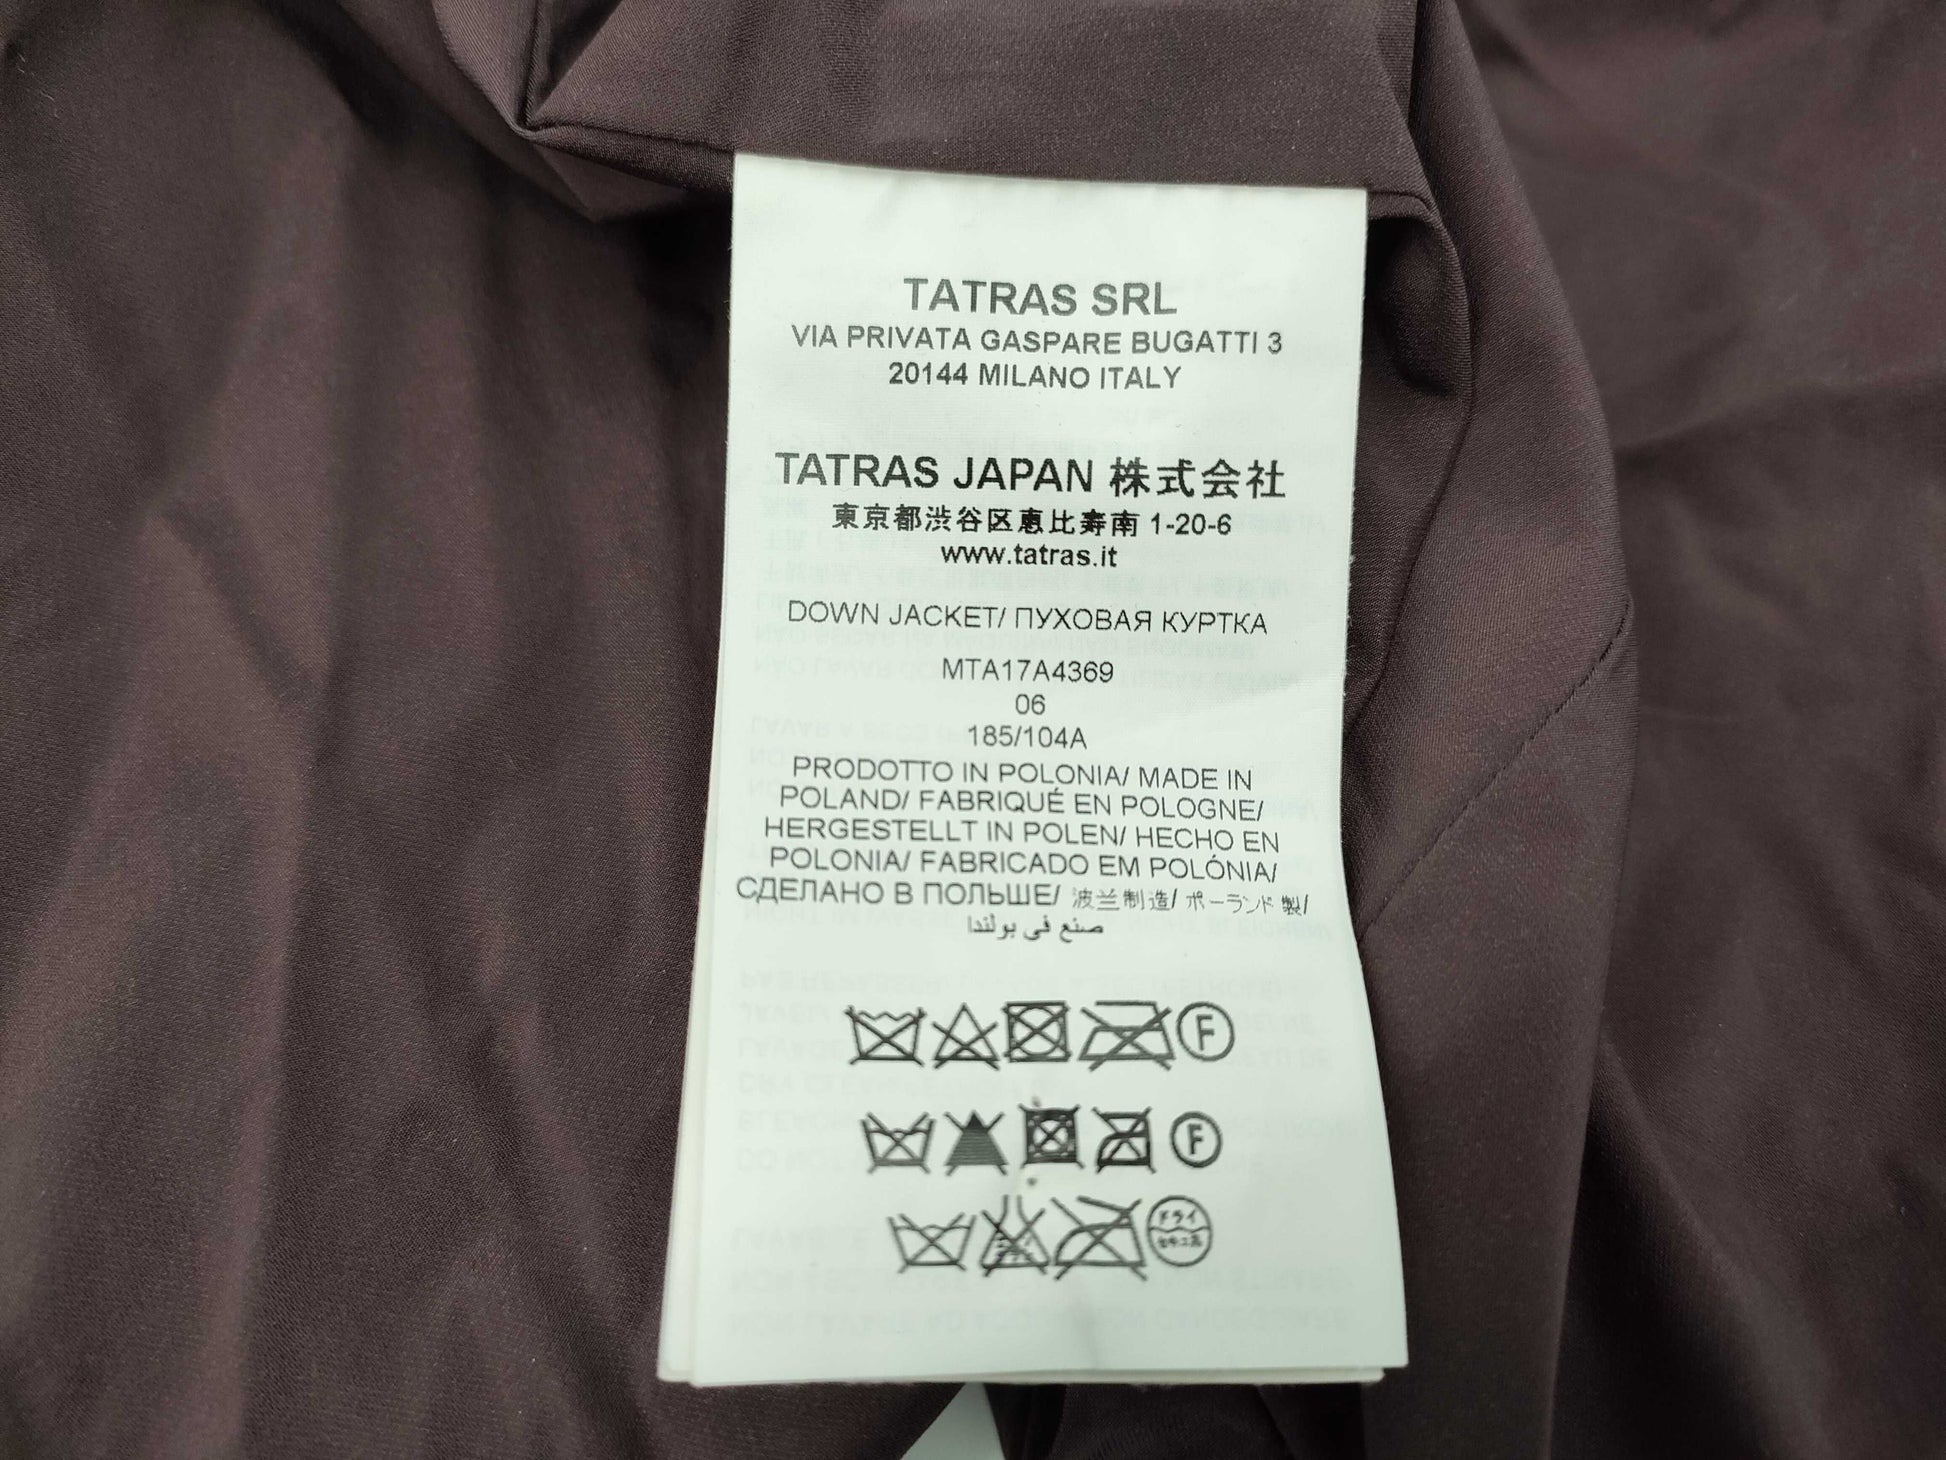 TATRAS SRL
VIA PRIVATA GASPARE BUGATTI 3
20144 MILANO ITALY
TATRAS JAPAN 株式会社
東京都渋谷区恵比寿南 1-20-6
www.tatras.it
DOWN JACKET/ ПУХОВАЯ КУРТКА
MTA17A4369
06
185/104A
PRODOTTO IN POLONIA/ MADE IN
POLAND/ FABRIQUÉ EN POLOGNE/
HERGESTELLT IN POLEN/ HECHO EN
POLONIA/ FABRICADO EM POLÓNIA/
СДЕЛАНО В ПОЛЬШЕ/ 波兰制造/ ポーランド製/
صنع في بولندا
F
F
ドライ